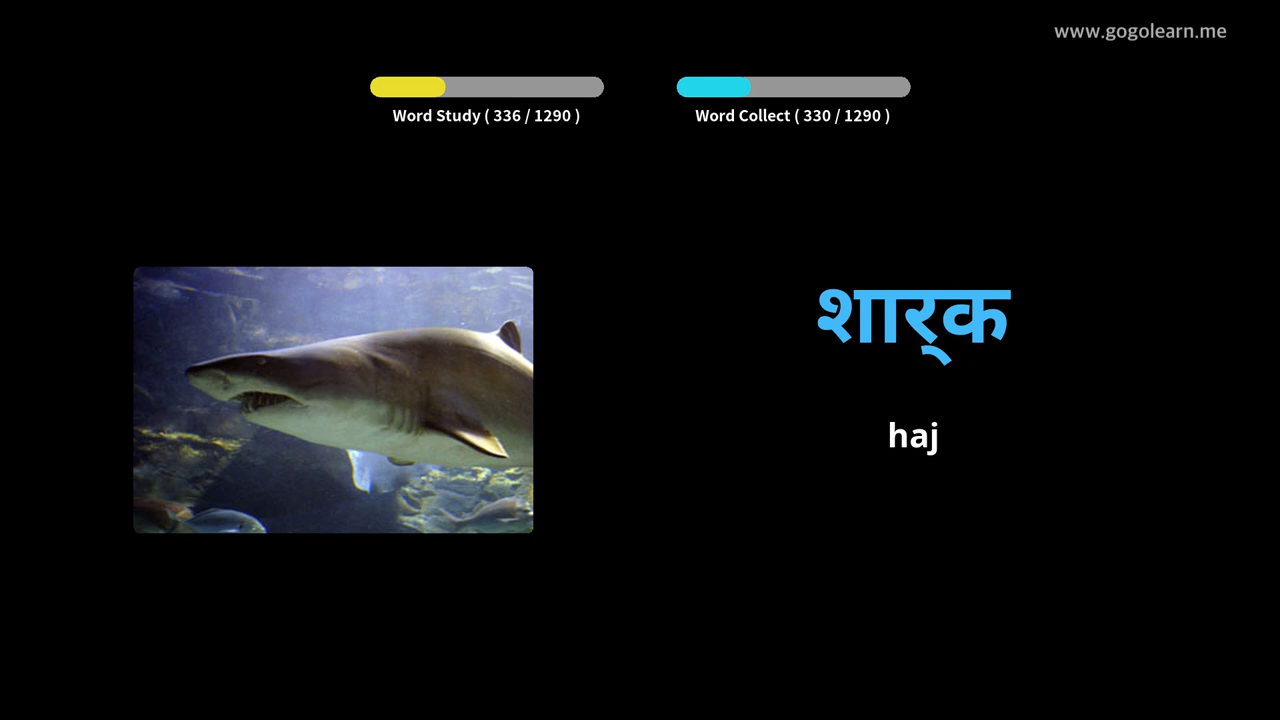 www.gogolearn.me
Word Study ( 336 / 1290 )
Word Collect ( 330 / 1290 )
शार्‌क
haj